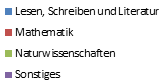 Lesen, Schreiben und Literatur
Mathematik
Naturwissenschaften
Sonstiges